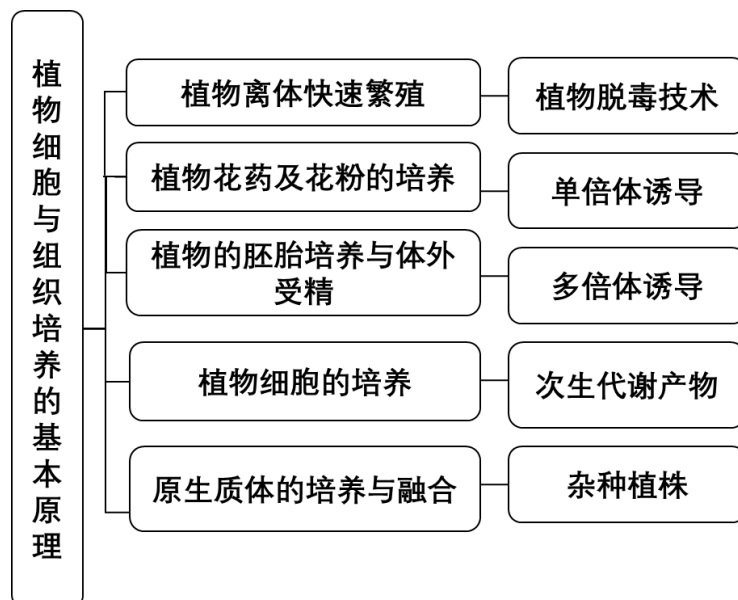 植物细胞与组织培养的基本原理
植物离体快速繁殖
植物脱毒技术
植物花药及花粉的培养
单倍体诱导
植物的胚胎培养与体外
受精
多倍体诱导
植物细胞的培养
次生代谢产物
原生质体的培养与融合
杂种植株